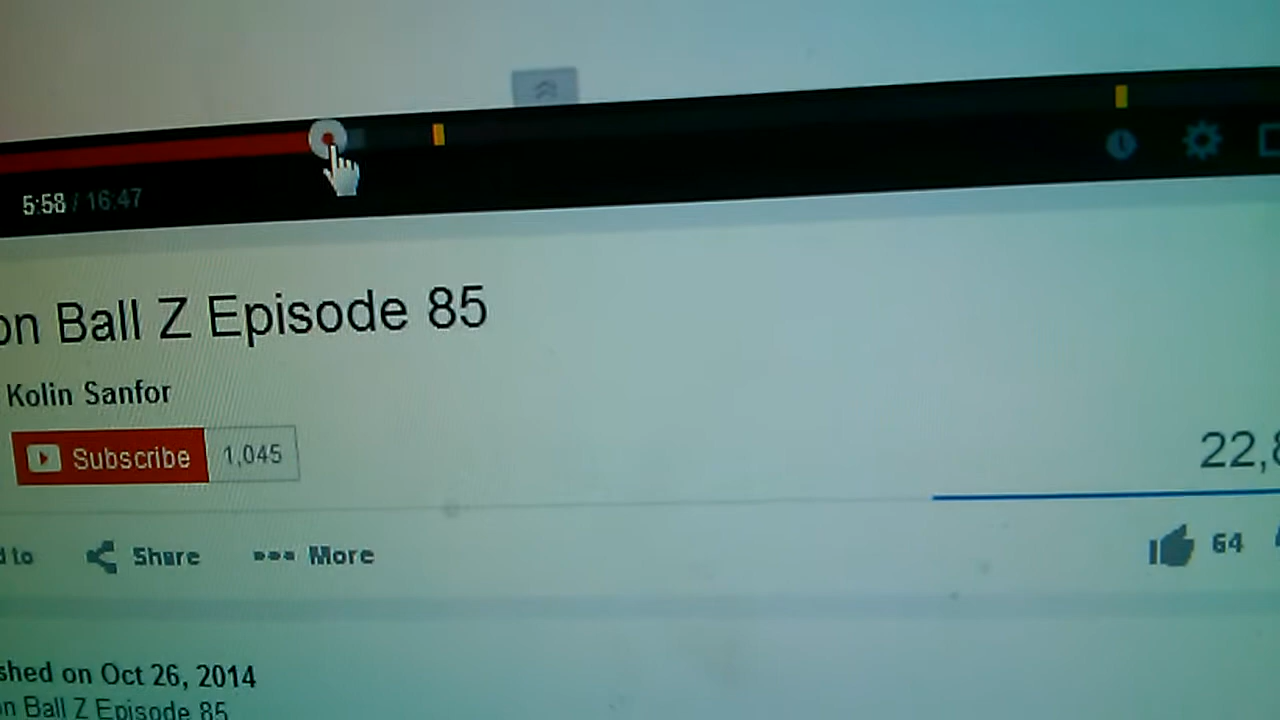 5:58 / 16:47
on Ball Z Episode 85
Kolin Sanfor
Subscribe 1,045
22,8
d to Share More 64
shed on Oct 26, 2014
on Ball Z Episode 85